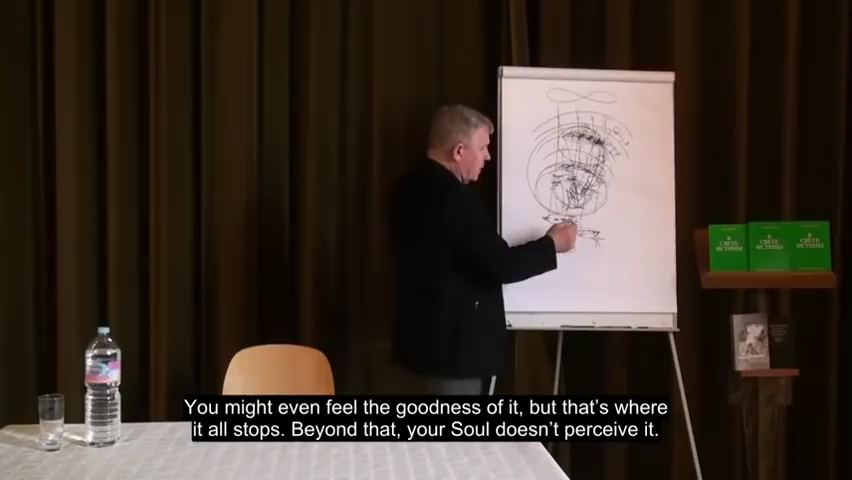 В
СВЕТЕ
ИСТИНЫ
В
СВЕТЕ
ИСТИНЫ
В
СВЕТЕ
ИСТИНЫ
You might even feel the goodness of it, but that's where
it all stops. Beyond that, your Soul doesn't perceive it.